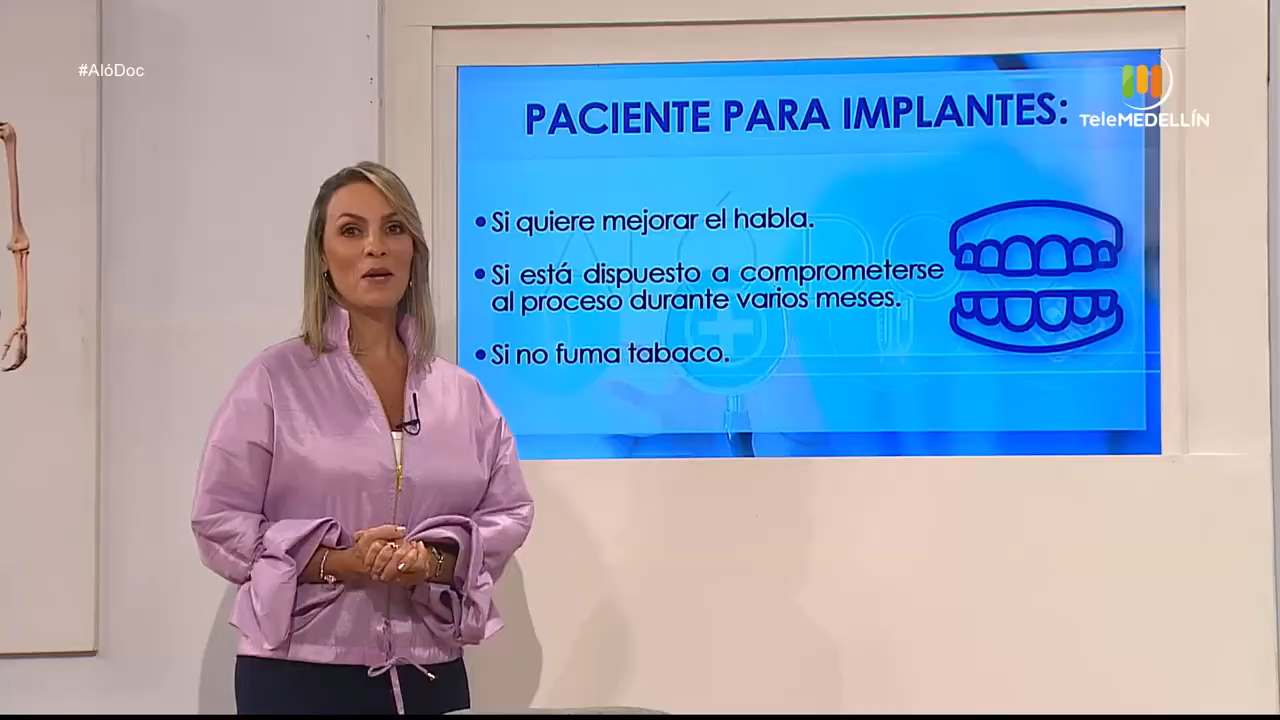 #AlóDoc
TeleMEDELLÍN
PACIENTE PARA IMPLANTES:
• Si quiere mejorar el habla.
• Si está dispuesto a comprometerse
al proceso durante varios meses.
• Si no fuma tabaco.